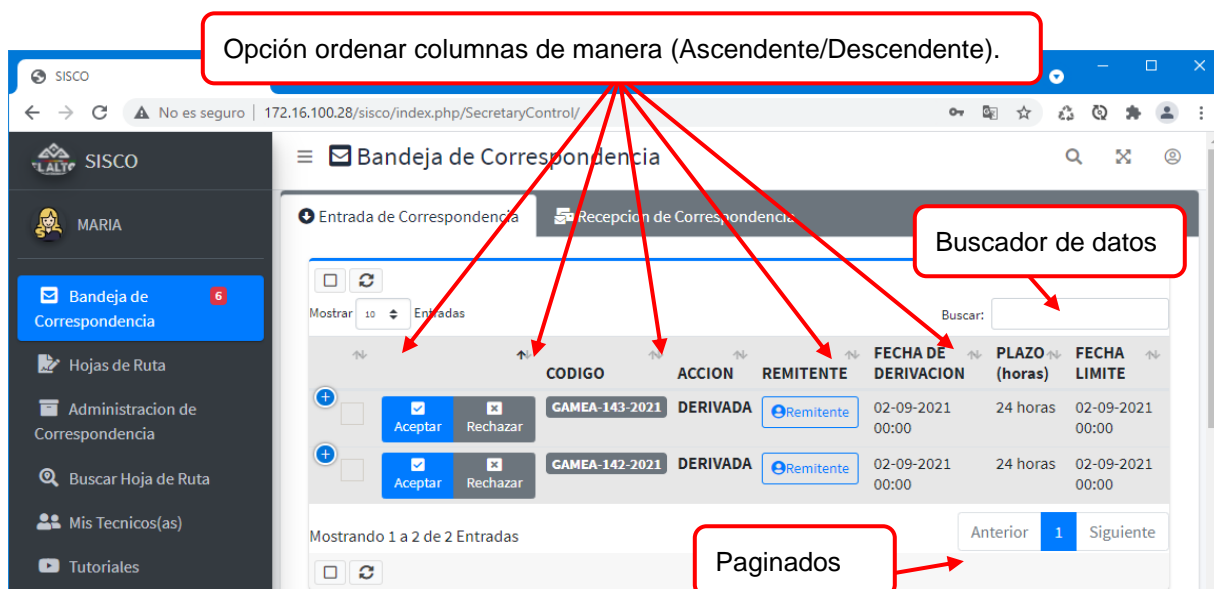 Opción ordenar columnas de manera (Ascendente/Descendente).
SISCO
No es seguro | 172.16.100.28/sisco/index.php/SecretaryControl/
EL ALTO SISCO
Bandeja de Correspondencia
MARIA
Entrada de Correspondencia
Recepcion de Correspondencia
Buscador de datos
Bandeja de Correspondencia 6
Mostrar 10 Entradas
Buscar:
Hojas de Ruta
CODIGO ACCION REMITENTE FECHA DE DERIVACION PLAZO (horas) FECHA LIMITE
Administracion de Correspondencia
Aceptar Rechazar GAMEA-143-2021 DERIVADA Remitente 02-09-2021 00:00 24 horas 02-09-2021 00:00
Buscar Hoja de Ruta
Aceptar Rechazar GAMEA-142-2021 DERIVADA Remitente 02-09-2021 00:00 24 horas 02-09-2021 00:00
Mis Tecnicos(as)
Mostrando 1 a 2 de 2 Entradas
Anterior 1 Siguiente
Paginados
Tutoriales